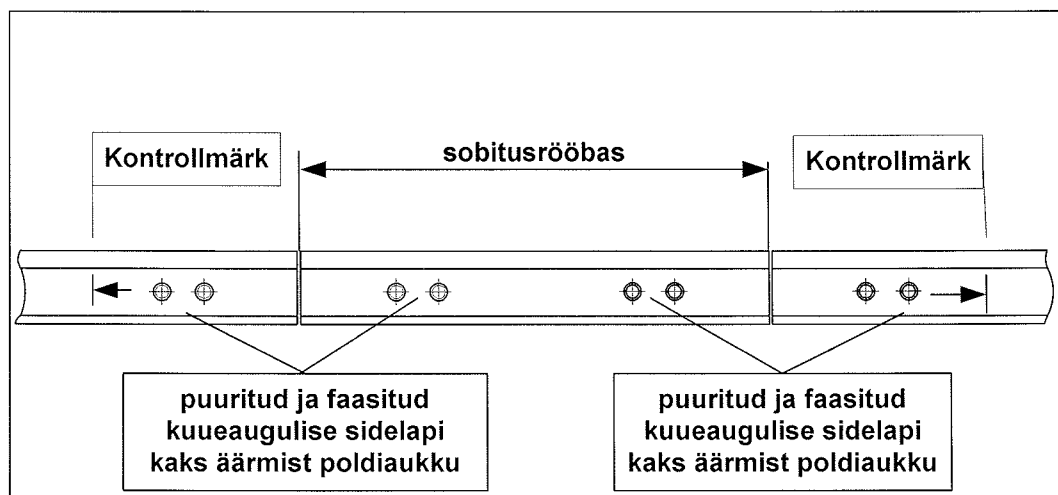 Kontrollmärk
sobitusrööbas
Kontrollmärk
puuritud ja faasitud
kuueaugulise sidelapi
kaks äärmist poldiaukku
puuritud ja faasitud
kuueaugulise sidelapi
kaks äärmist poldiaukku